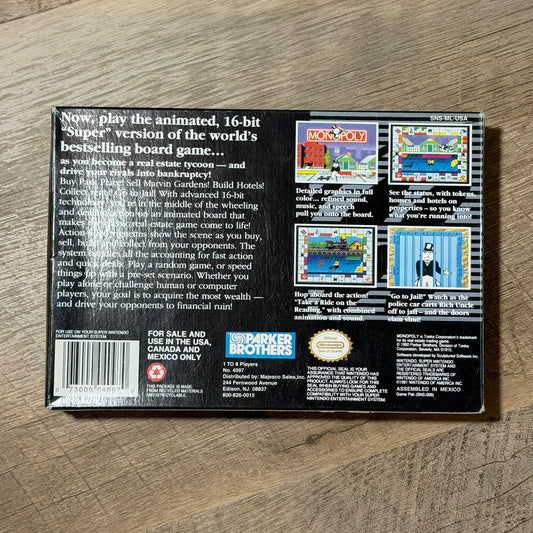 Now, play the animated, 16-bit
"Super" version of the world's
bestselling board game...
as you become a real estate tycoon — and
drive your rivals into bankruptcy!
Buy Park Place! Sell Marvin Gardens! Build Hotels!
Collect Rent! Go to Jail! With advanced 16-bit
technology, you're in the middle of the wheeling
and dealing action on an animated board that
makes the real estate game come to life!
Action-packed vignettes show the scene as you buy,
sell, build and collect from your opponents. The
system handles all the accounting for fast action
and quick deals. Play a random game, or speed
things up with a pre-set scenario. Whether you
play alone or challenge human or computer
players, your goal is to acquire the most wealth —
and drive your opponents to financial ruin!
SNS-ML-USA
MONOPOLY
Detailed graphics in full
color... refined sound,
music, and speech
pull you onto the board.
See the status, with tokens,
houses and hotels on
properties – so you know
what you're running into!
Hop aboard the action!
"Take a Ride on the
Reading," with combined
animation and sound.
"Go to Jail!" Watch as the
police car carts Rich Uncle
off to jail — and the doors
slam shut!
FOR USE ON YOUR SUPER NINTENDO
ENTERTAINMENT SYSTEM.
0 73000 04097
FOR SALE AND
USE IN THE USA,
CANADA AND
MEXICO ONLY
THIS PACKAGE IS MADE
FROM RECYCLED MATERIALS
AND IS RECYCLABLE.
PARKER
BROTHERS
1 TO 8 Players
No. 4097
Distributed by: Majesco Sales, Inc.
244 Fernwood Avenue
Edison, NJ 08837
800-826-0015
Official
Nintendo
Seal of Quality
THIS OFFICIAL SEAL IS YOUR
ASSURANCE THAT NINTENDO HAS
APPROVED THE QUALITY OF THIS
PRODUCT. ALWAYS LOOK FOR THIS
SEAL WHEN BUYING GAMES AND
ACCESSORIES TO ENSURE COMPLETE
COMPATIBILITY WITH YOUR SUPER
NINTENDO ENTERTAINMENT SYSTEM.
MONOPOLY is Tonka Corporation's trademark
for its real estate trading game.
© 1992 Parker Brothers, Division of Tonka
Corporation, Beverly, MA 01915.
Software developed by Sculptured Software Inc.
NINTENDO, SUPER NINTENDO
ENTERTAINMENT SYSTEM AND THE
OFFICIAL SEALS ARE
REGISTERED TRADEMARKS OF
NINTENDO OF AMERICA INC.
© 1991 NINTENDO OF AMERICA INC.
ASSEMBLED IN MEXICO
Game Pak (SNS-006)